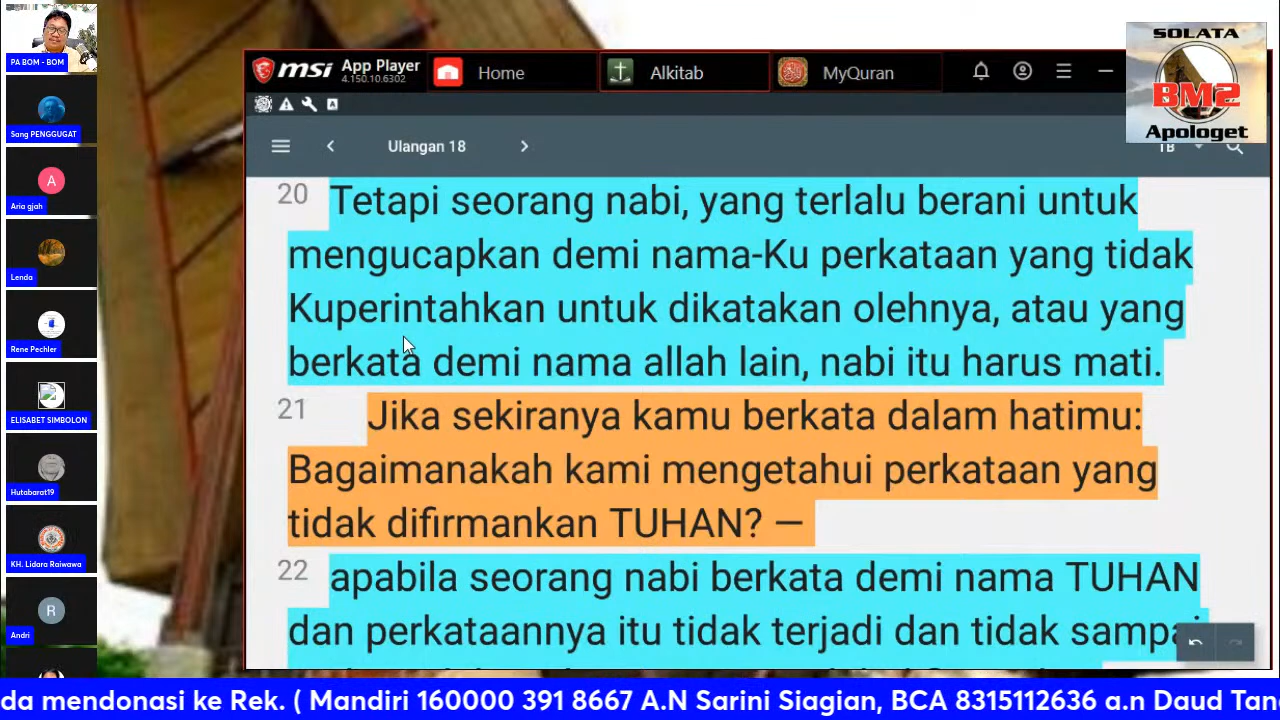 PA BOM - BOM
Sang PENGGUGAT
A
Aria gjah
Lenda
Rene Pechler
ELISABET SIMBOLON
Hutabarat19
KH. Lidara Raiwawa
R
Andri
msi App Player
4.150.10.6302
Home
Alkitab
MyQuran
SOLATA
BM2
Apologet
Ulangan 18
TB
20 Tetapi seorang nabi, yang terlalu berani untuk
mengucapkan demi nama-Ku perkataan yang tidak
Kuperintahkan untuk dikatakan olehnya, atau yang
berkata demi nama allah lain, nabi itu harus mati.
21 Jika sekiranya kamu berkata dalam hatimu:
Bagaimanakah kami mengetahui perkataan yang
tidak difirmankan TUHAN? —
22 apabila seorang nabi berkata demi nama TUHAN
dan perkataannya itu tidak terjadi dan tidak sampai
da mendonasi ke Rek. ( Mandiri 160000 391 8667 A.N Sarini Siagian, BCA 8315112636 a.n Daud Tan